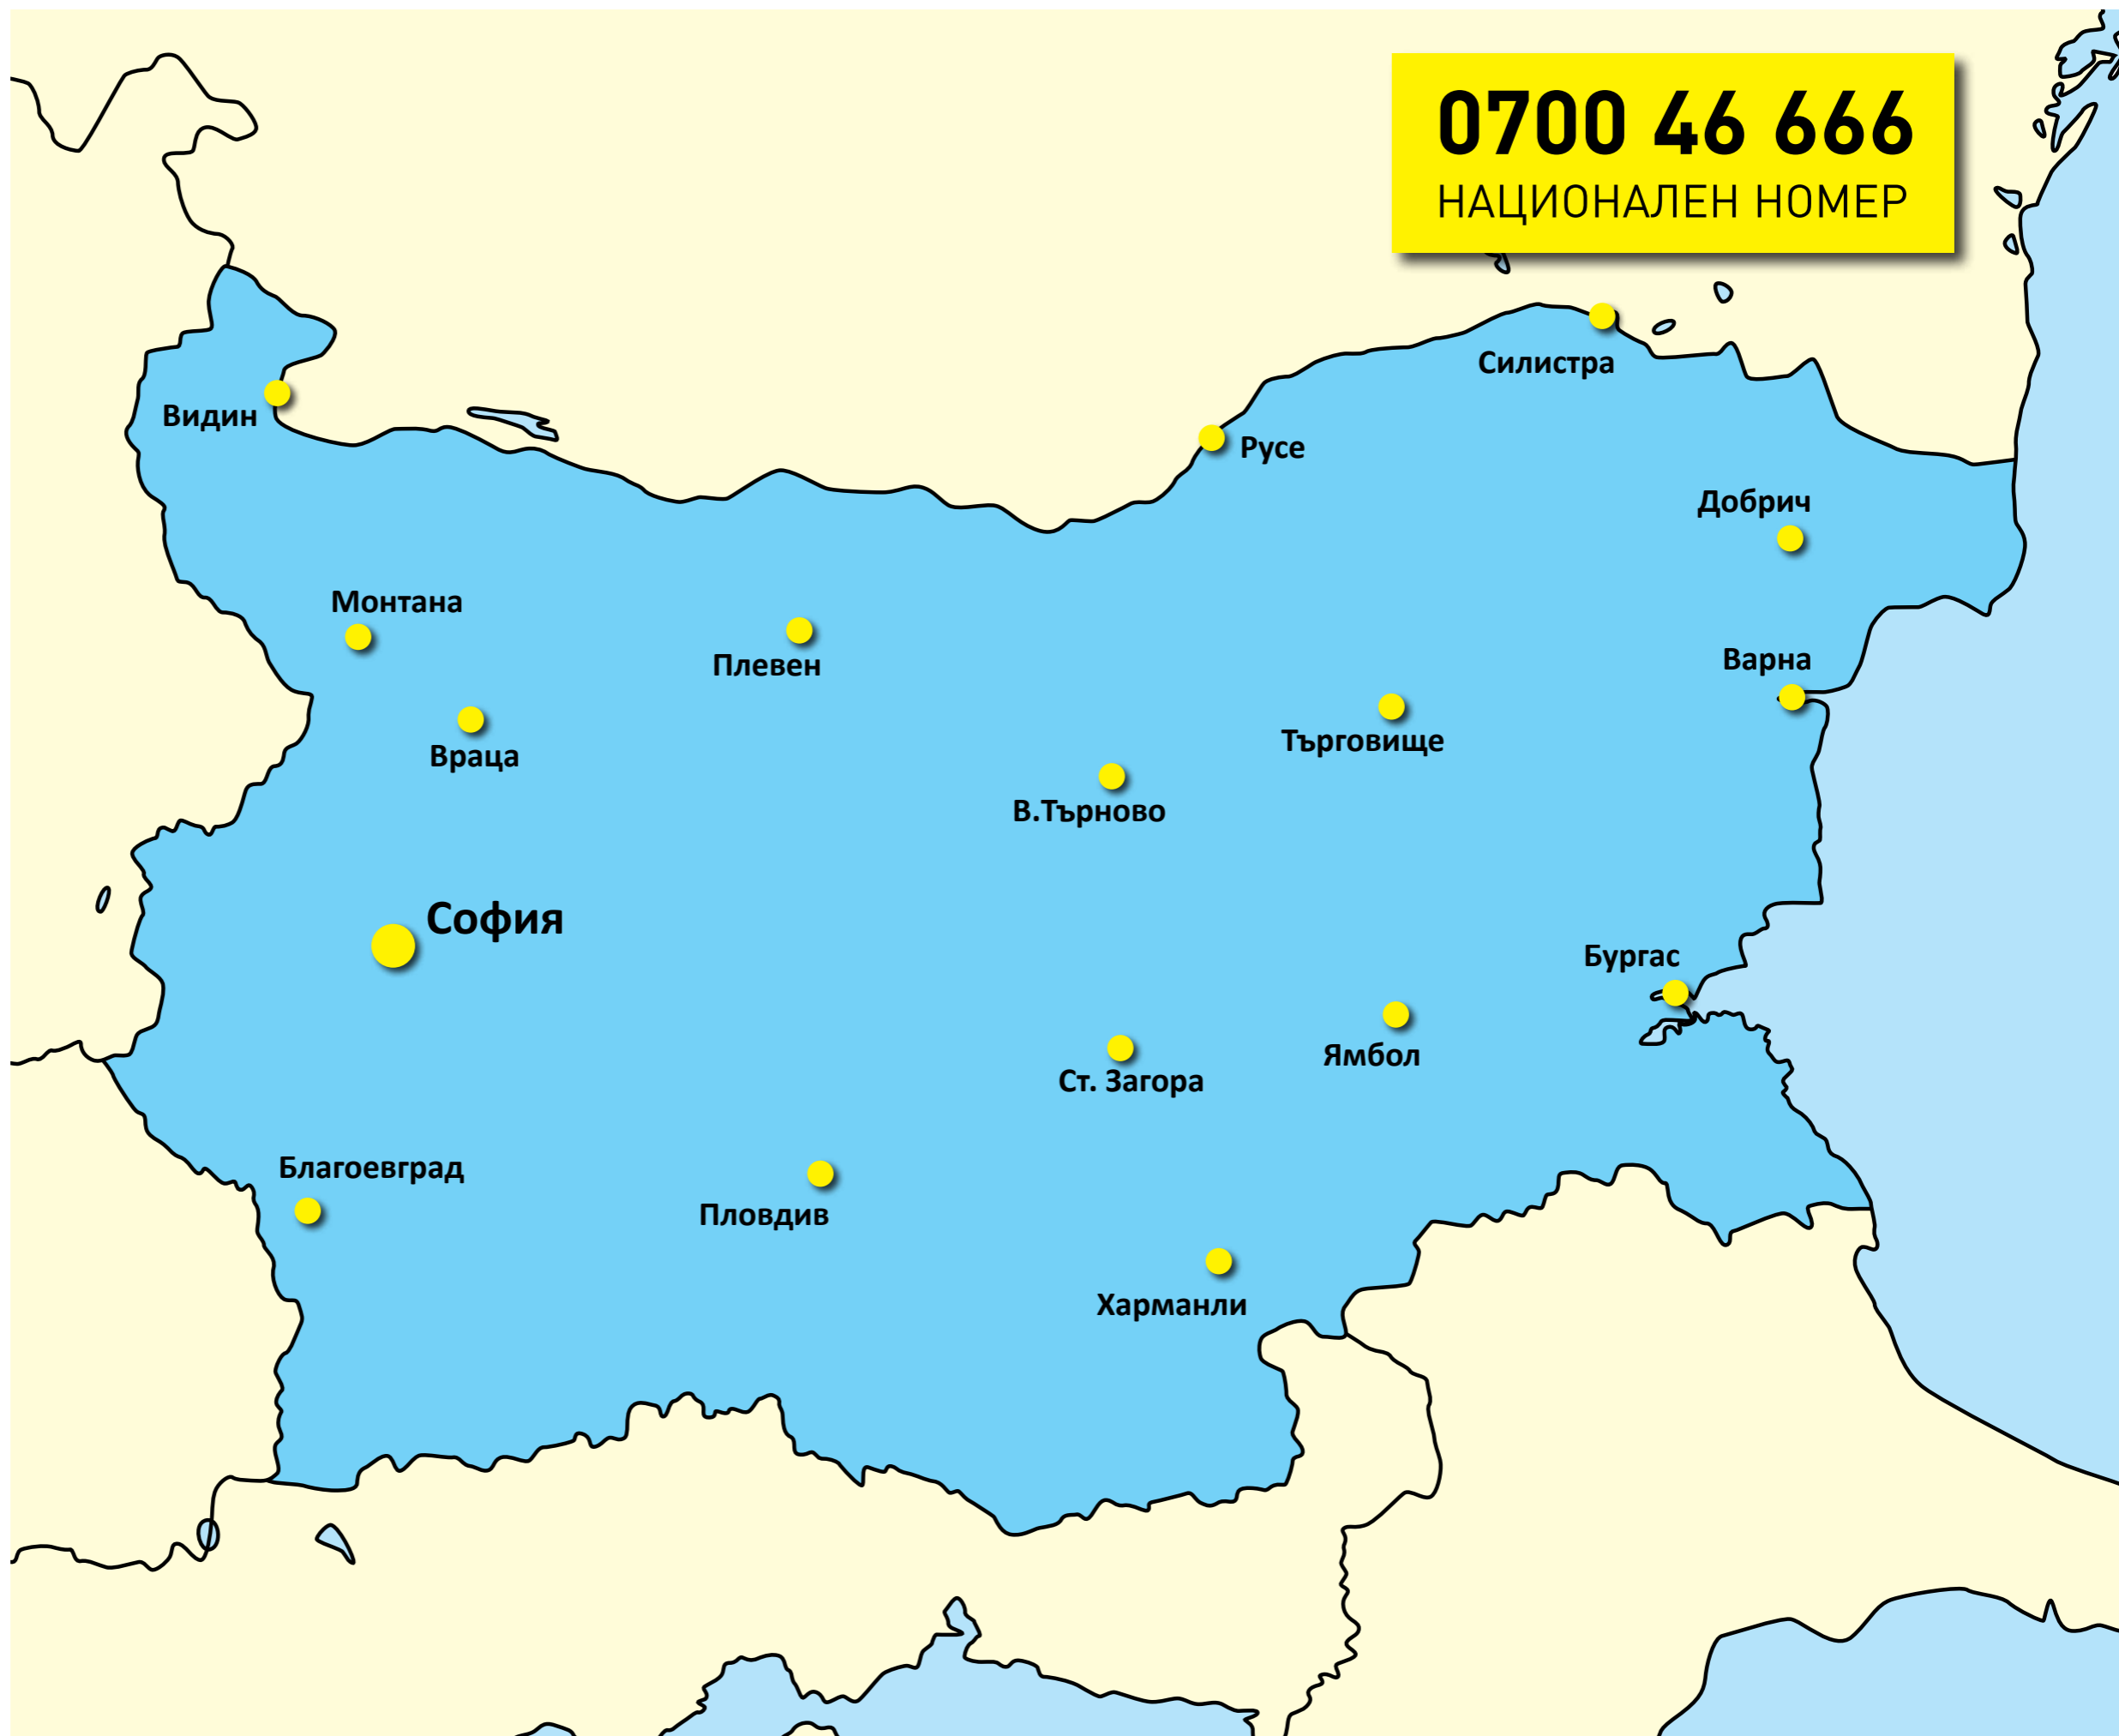 0700 46 666
НАЦИОНАЛЕН НОМЕР
Силистра
Видин
Русе
Добрич
Монтана
Плевен
Варна
Враца
Търговище
В.Търново
София
Бургас
Ямбол
Ст. Загора
Благоевград
Пловдив
Харманли